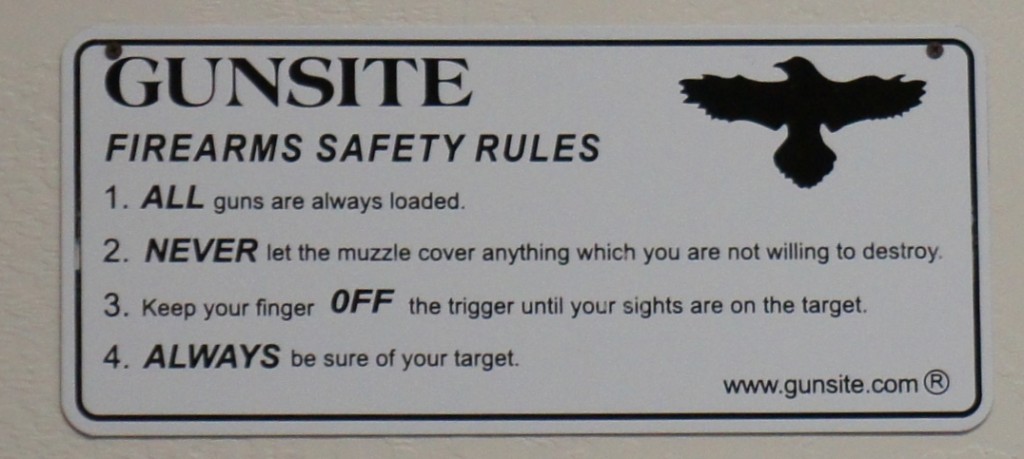 GUNSITE
FIREARMS SAFETY RULES
1. ALL guns are always loaded.
2. NEVER let the muzzle cover anything which you are not willing to destroy.
3. Keep your finger OFF the trigger until your sights are on the target.
4. ALWAYS be sure of your target.
www.gunsite.com ®